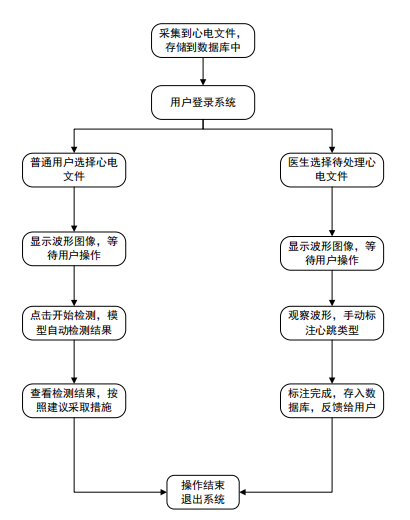 采集到心电文件，
存储到数据库中
用户登录系统
普通用户选择心电
文件
医生选择待处理心
电文件
显示波形图像，等
待用户操作
显示波形图像，等
待用户操作
点击开始检测，模
型自动检测结果
观察波形，手动标
注心跳类型
查看检测结果，按
照建议采取措施
标注完成，存入数
据库，反馈给用户
操作结束
退出系统